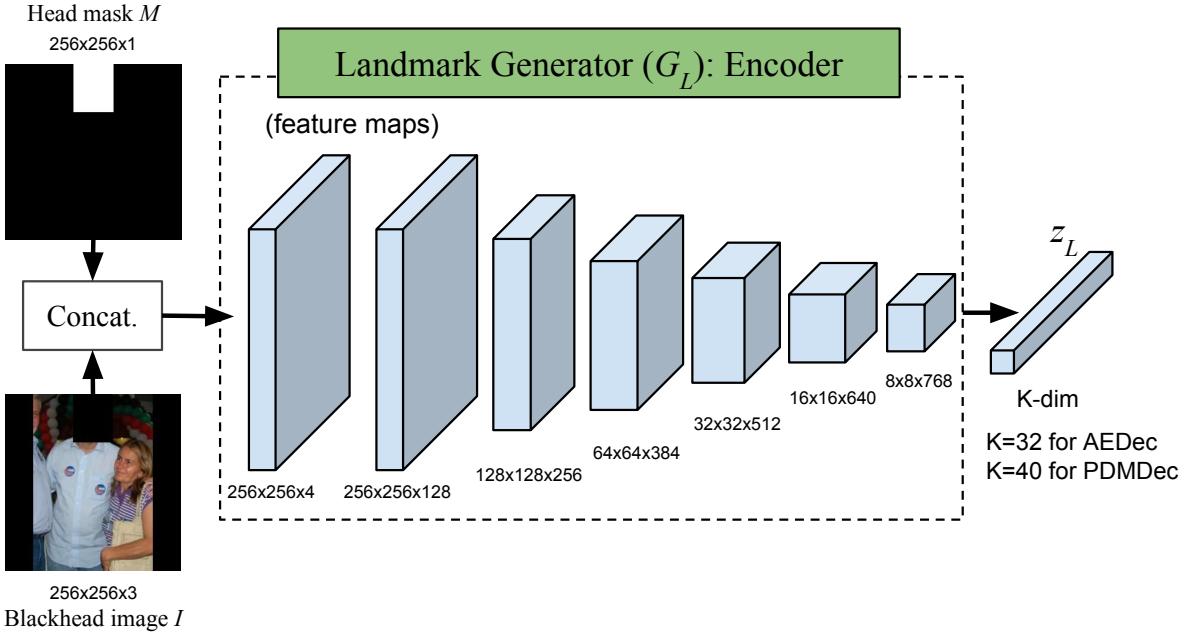 Head mask M
256x256x1
Landmark Generator (G_L): Encoder
(feature maps)
Concat.
z_L
256x256x4
256x256x128
128x128x256
64x64x384
32x32x512
16x16x640
8x8x768
K-dim
K=32 for AEDec
K=40 for PDMDec
256x256x3
Blackhead image I